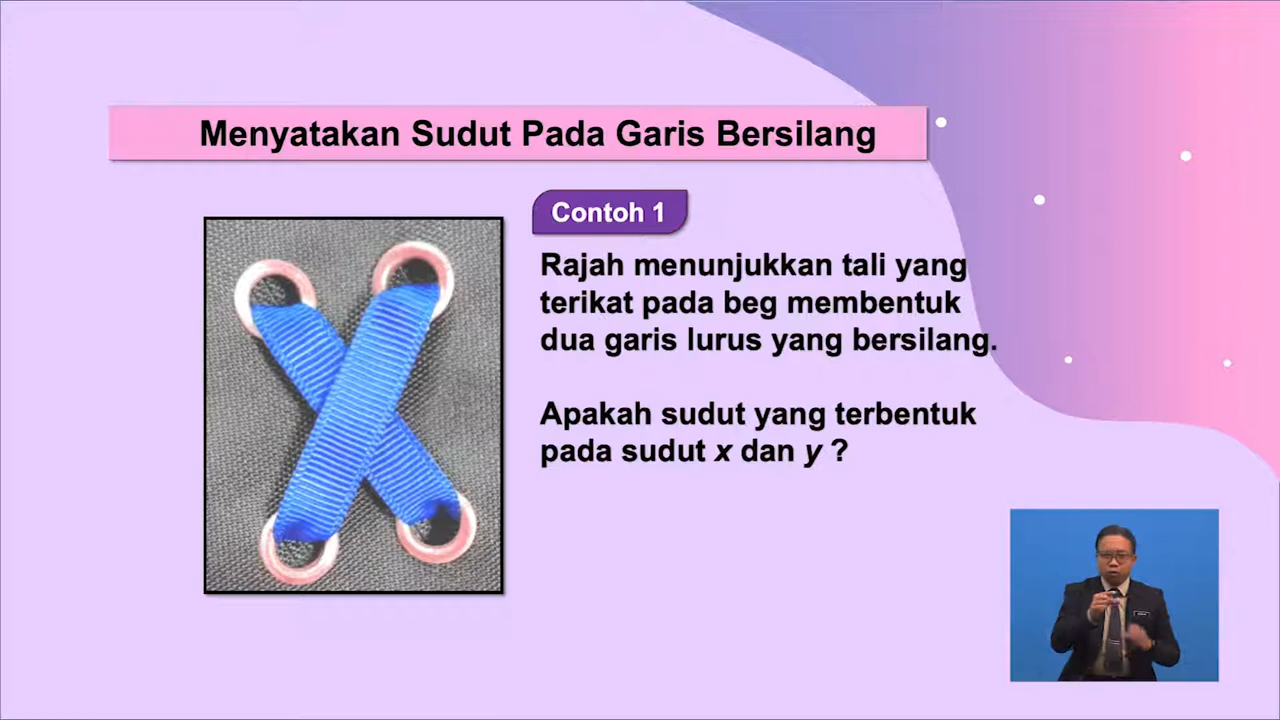 Menyatakan Sudut Pada Garis Bersilang
Contoh 1
Rajah menunjukkan tali yang
terikat pada beg membentuk
dua garis lurus yang bersilang.
Apakah sudut yang terbentuk
pada sudut x dan y ?